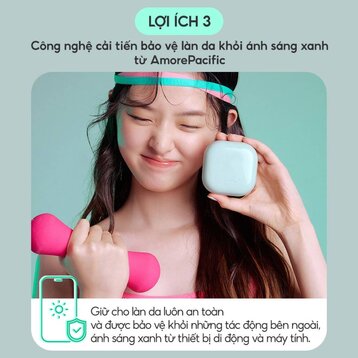 LỢI ÍCH 3
Công nghệ cải tiến bảo vệ làn da khỏi ánh sáng xanh
từ AmorePacific
Giữ cho làn da luôn an toàn
và được bảo vệ khỏi những tác động bên ngoài,
ánh sáng xanh từ thiết bị di động và máy tính.